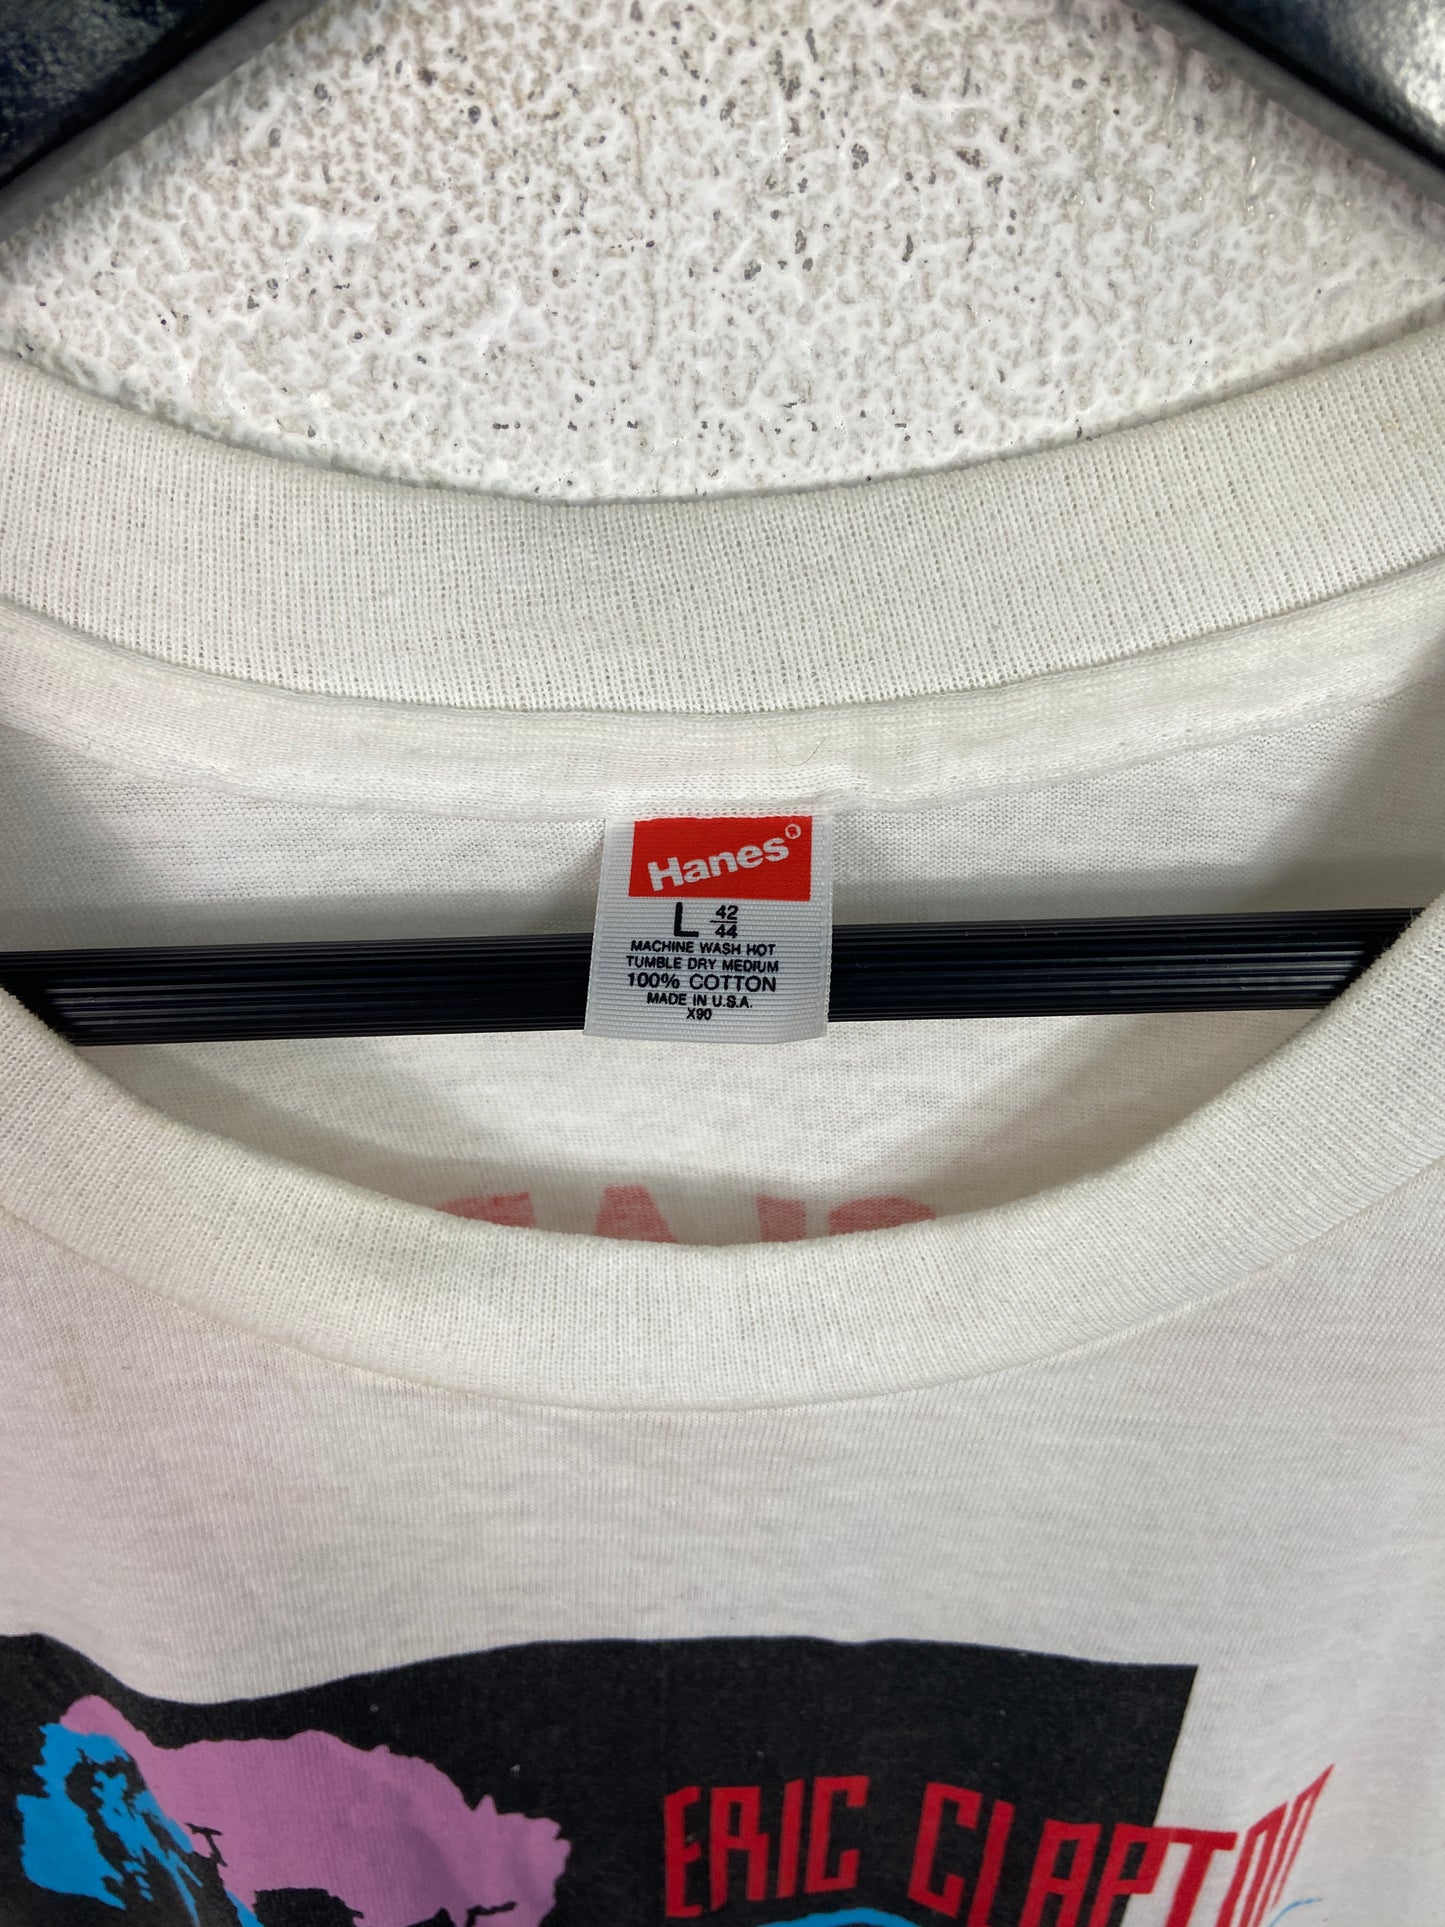 Hanes
L 42/44
MACHINE WASH HOT
TUMBLE DRY MEDIUM
100% COTTON
MADE IN U.S.A.
X90
ERIC CLAPTON